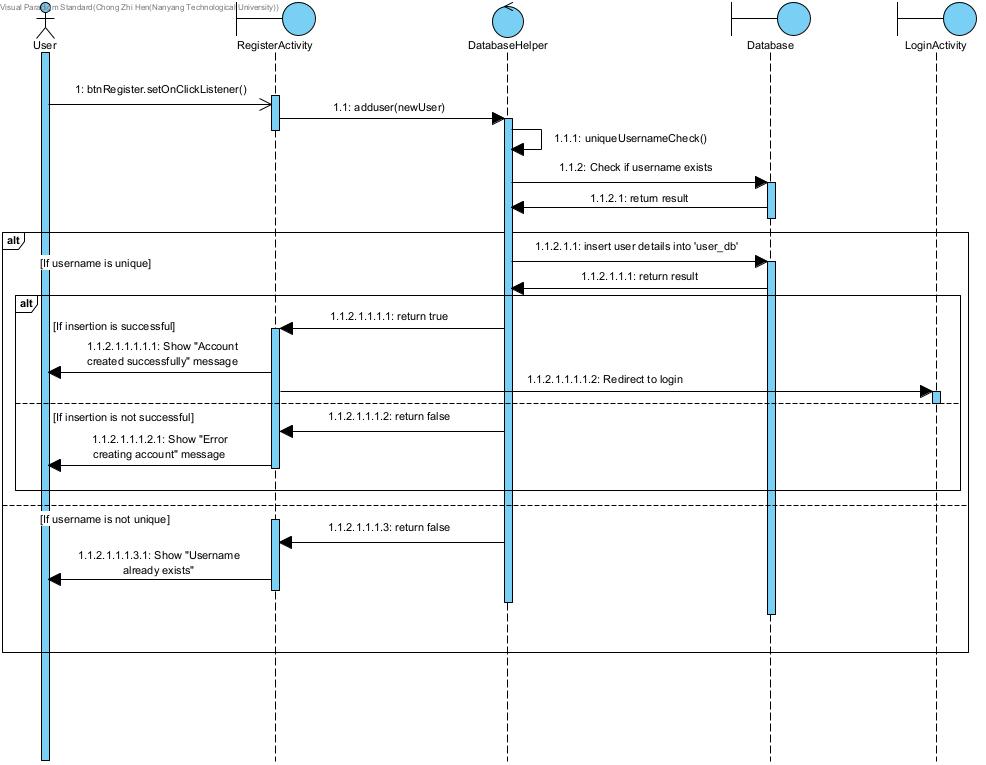 Visual Paradigm Standard(Chong Zhi Hen(Nanyang Technological University))
User
RegisterActivity
DatabaseHelper
Database
LoginActivity
1: btnRegister.setOnClickListener()
1.1: adduser(newUser)
1.1.1: uniqueUsernameCheck()
1.1.2: Check if username exists
1.1.2.1: return result
alt
1.1.2.1.1: insert user details into 'user_db'
[If username is unique]
1.1.2.1.1.1: return result
alt
1.1.2.1.1.1.1: return true
[If insertion is successful]
1.1.2.1.1.1.1.1: Show "Account
created successfully" message
1.1.2.1.1.1.1.2: Redirect to login
[If insertion is not successful]
1.1.2.1.1.1.2: return false
1.1.2.1.1.1.2.1: Show "Error
creating account" message
[If username is not unique]
1.1.2.1.1.1.3: return false
1.1.2.1.1.1.3.1: Show "Username
already exists"